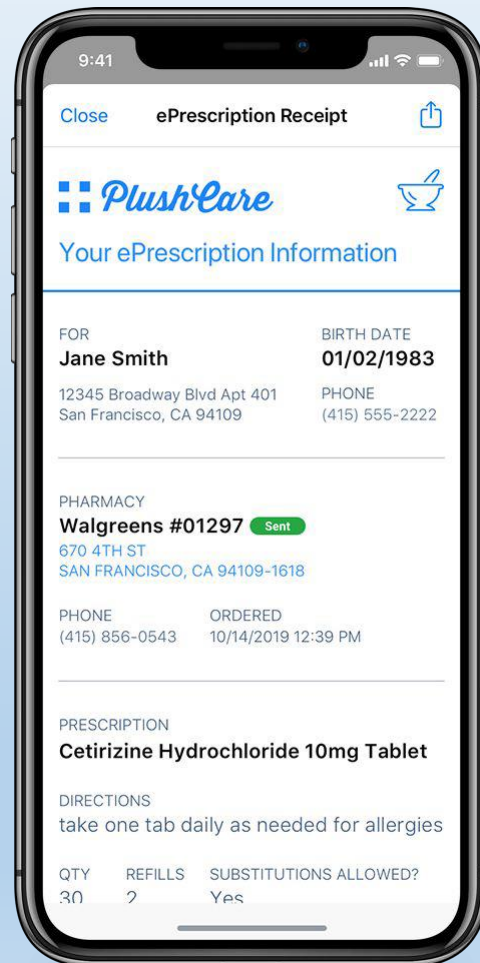 9:41
Close ePrescription Receipt
PlushCare
Your ePrescription Information
FOR BIRTH DATE
Jane Smith 01/02/1983
12345 Broadway Blvd Apt 401 PHONE
San Francisco, CA 94109 (415) 555-2222
PHARMACY
Walgreens #01297 Sent
670 4TH ST
SAN FRANCISCO, CA 94109-1618
PHONE ORDERED
(415) 856-0543 10/14/2019 12:39 PM
PRESCRIPTION
Cetirizine Hydrochloride 10mg Tablet
DIRECTIONS
take one tab daily as needed for allergies
QTY REFILLS SUBSTITUTIONS ALLOWED?
30 2 Yes